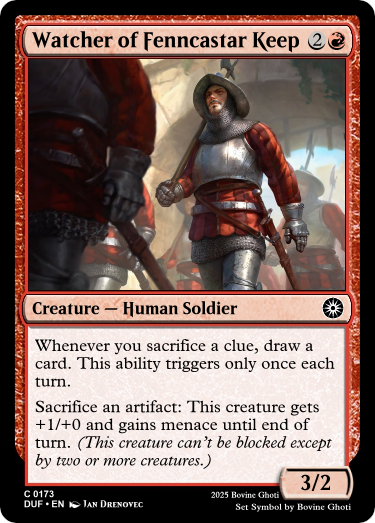 Watcher of Fenncastar Keep 2
Creature — Human Soldier
Whenever you sacrifice a clue, draw a
card. This ability triggers only once each
turn.
Sacrifice an artifact: This creature gets
+1/+0 and gains menace until end of
turn. (This creature can't be blocked except
by two or more creatures.)
3/2
C 0173
DUF • EN Jan Drenovec
2025 Bovine Ghoti
Set Symbol by Bovine Ghoti